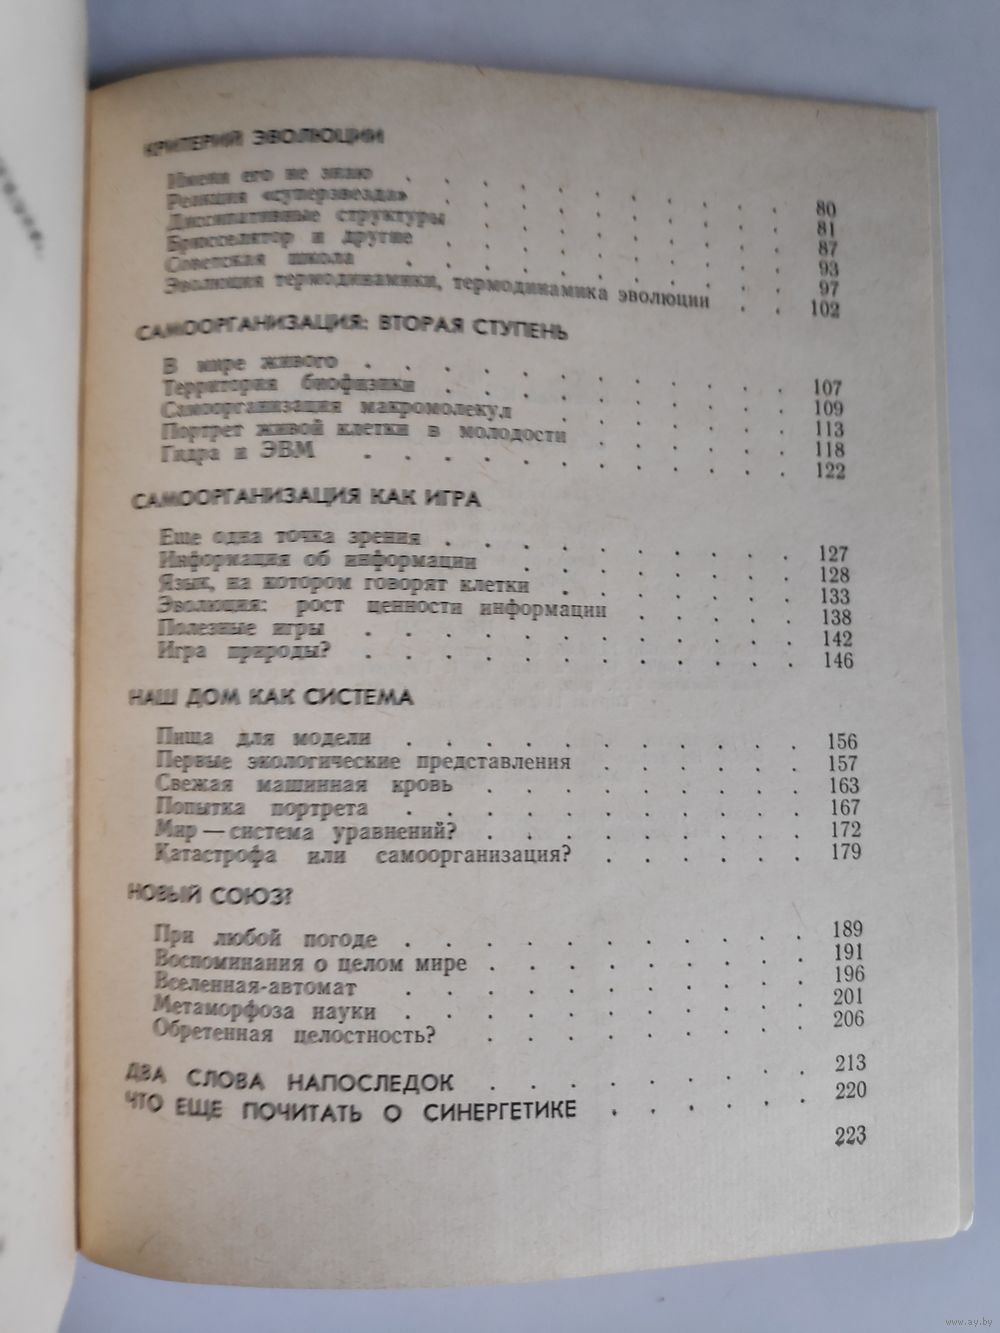 КРИТЕРИЙ ЭВОЛЮЦИИ
Имени его не знаю . . . . . . . . . . 80
Реакция «суперзвезда» . . . . . . . . . 81
Диссипативные структуры . . . . . . . . 87
Брюсселятор и другие . . . . . . . . . 93
Советская школа . . . . . . . . . . 97
Эволюция термодинамики, термодинамика эволюции . . 102
САМООРГАНИЗАЦИЯ: ВТОРАЯ СТУПЕНЬ
В мире живого . . . . . . . . . . . 107
Территория биофизики . . . . . . . . . 109
Самоорганизация макромолекул . . . . . . 113
Портрет живой клетки в молодости . . . . . 118
Гидра и ЭВМ . . . . . . . . . . . 122
САМООРГАНИЗАЦИЯ КАК ИГРА
Еще одна точка зрения . . . . . . . . . 127
Информация об информации . . . . . . . 128
Язык, на котором говорят клетки . . . . . . 133
Эволюция: рост ценности информации . . . . 138
Полезные игры . . . . . . . . . . . 142
Игра природы? . . . . . . . . . . . 146
НАШ ДОМ КАК СИСТЕМА
Пища для модели . . . . . . . . . . 156
Первые экологические представления . . . . . 157
Свежая машинная кровь . . . . . . . . 163
Попытка портрета . . . . . . . . . . 167
Мир — система уравнений? . . . . . . . . 172
Катастрофа или самоорганизация? . . . . . 179
НОВЫЙ СОЮЗ?
При любой погоде . . . . . . . . . . 189
Воспоминания о целом мире . . . . . . . . 191
Вселенная-автомат . . . . . . . . . . 196
Метаморфоза науки . . . . . . . . . . 201
Обретенная целостность? . . . . . . . . 206
ДВА СЛОВА НАПОСЛЕДОК . . . . . . . . 213
ЧТО ЕЩЕ ПОЧИТАТЬ О СИНЕРГЕТИКЕ . . . . . 220
223
www.ay.by